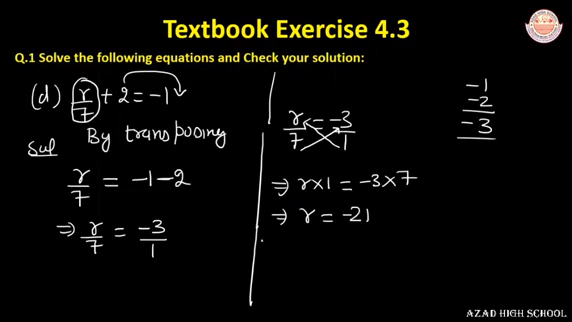 Textbook Exercise 4.3
Q.1 Solve the following equations and Check your solution:
(d) r/7 + 2 = -1
Sol By transposing
r/7 = -1-2
⇒ r/7 = -3/1
r/7 = -3/1
⇒ r×1 = -3×7
⇒ r = -21
-1
-2
-3
AZAD HIGH SCHOOL